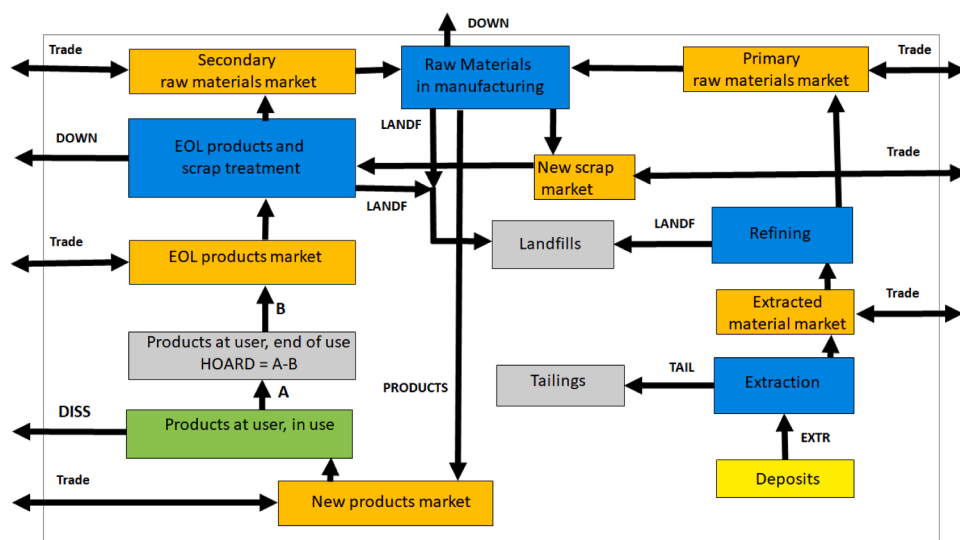 DOWN
Trade
Secondary
raw materials market
Raw Materials
in manufacturing
Primary
raw materials market
Trade
DOWN
LANDF
EOL products and
scrap treatment
New scrap
market
Trade
LANDF
Landfills
LANDF
Refining
Trade
EOL products market
Extracted
material market
Trade
B
Products at user, end of use
HOARD = A-B
PRODUCTS
Tailings
TAIL
Extraction
A
DISS
Products at user, in use
EXTR
Deposits
Trade
New products market